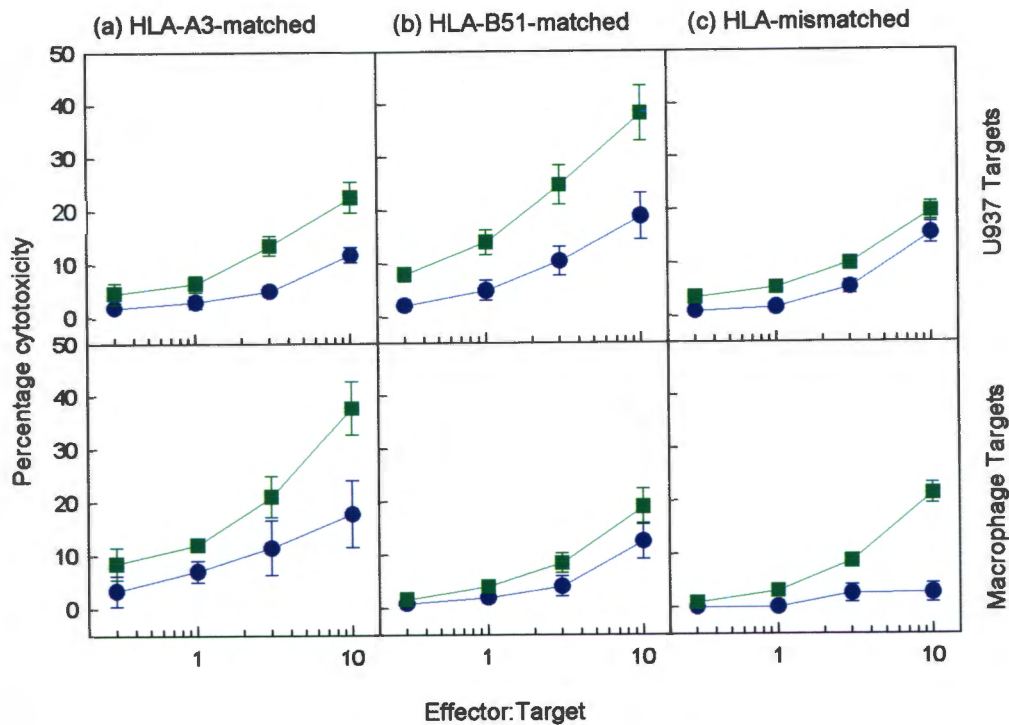 (a) HLA-A3-matched
(b) HLA-B51-matched
(c) HLA-mismatched
50
40
30
20
10
0
50
40
30
20
10
0
Percentage cytotoxicity
U937 Targets
Macrophage Targets
1
10
1
10
1
10
Effector:Target